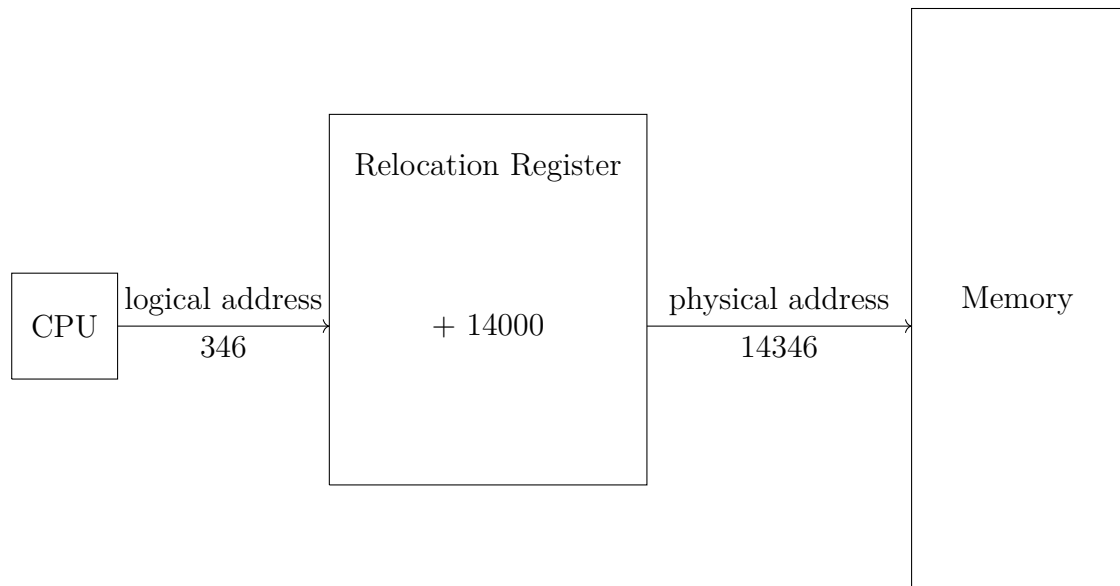 Relocation Register
CPU
logical address
346
+ 14000
physical address
14346
Memory